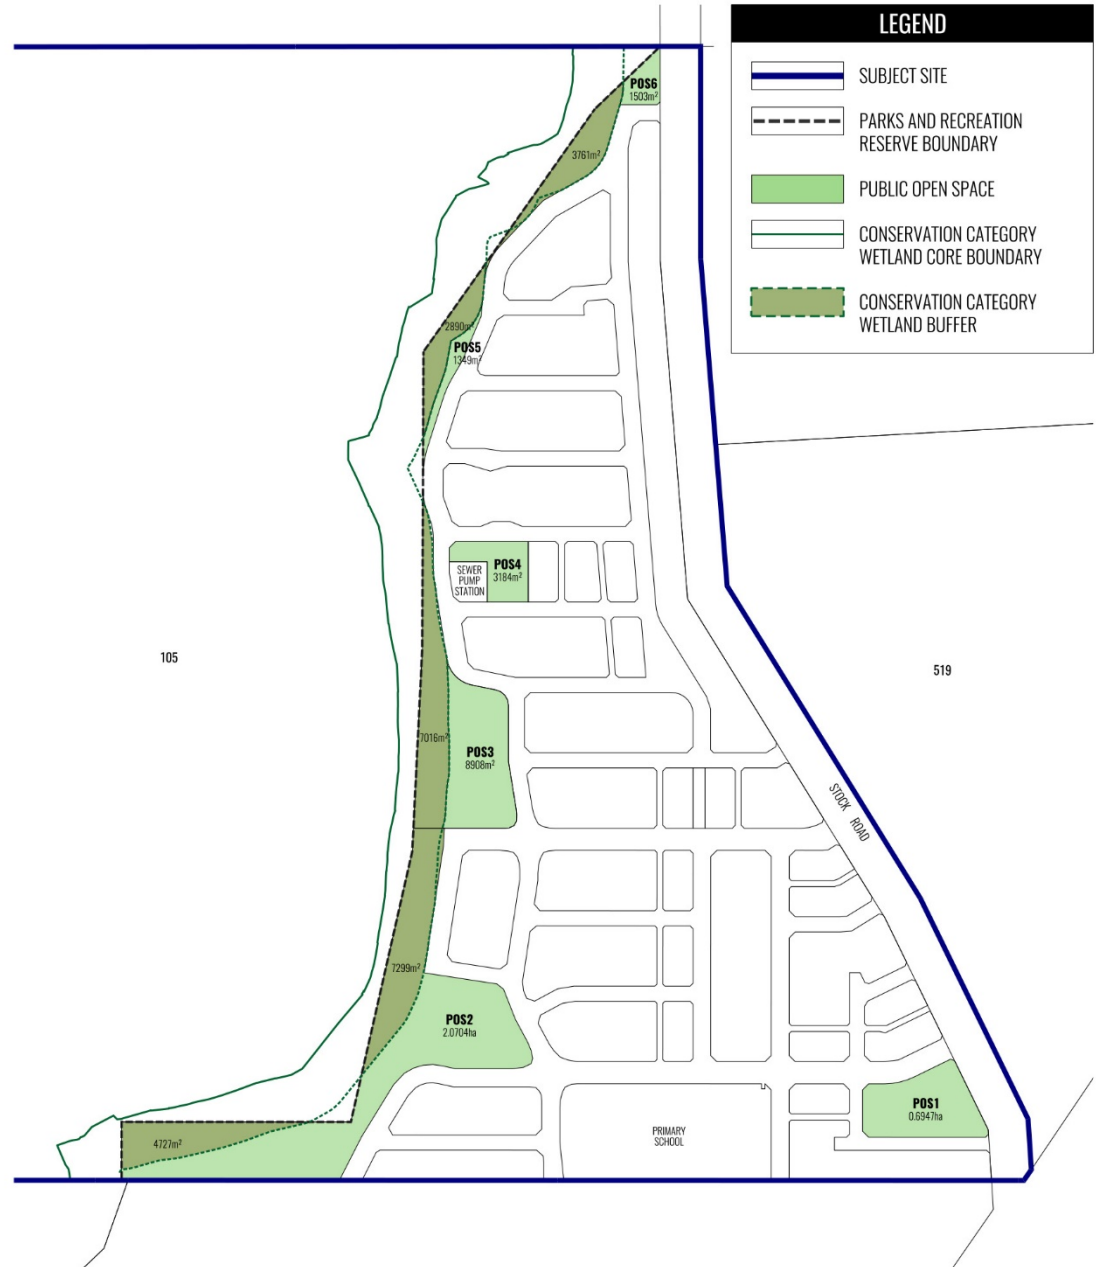 LEGEND
SUBJECT SITE
PARKS AND RECREATION
RESERVE BOUNDARY
PUBLIC OPEN SPACE
CONSERVATION CATEGORY
WETLAND CORE BOUNDARY
CONSERVATION CATEGORY
WETLAND BUFFER
POS6
1503m²
3761m²
2890m²
POS5
1349m²
POS4
3184m²
SEWER
PUMP
STATION
105
519
7016m²
POS3
8908m²
STOCK ROAD
7299m²
POS2
2.0704ha
POS1
0.6947ha
PRIMARY
SCHOOL
4727m²